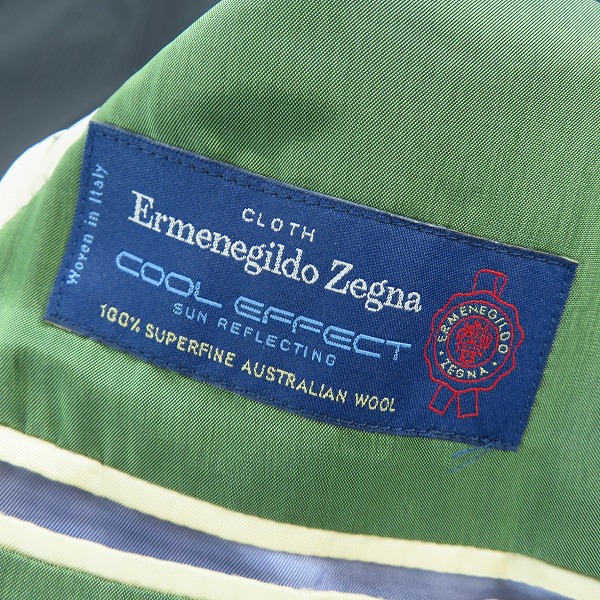 Woven in Italy
CLOTH
Ermenegildo Zegna
COOL EFFECT
SUN REFLECTING
100% SUPERFINE AUSTRALIAN WOOL
ERMENEGILDO
ZEGNA